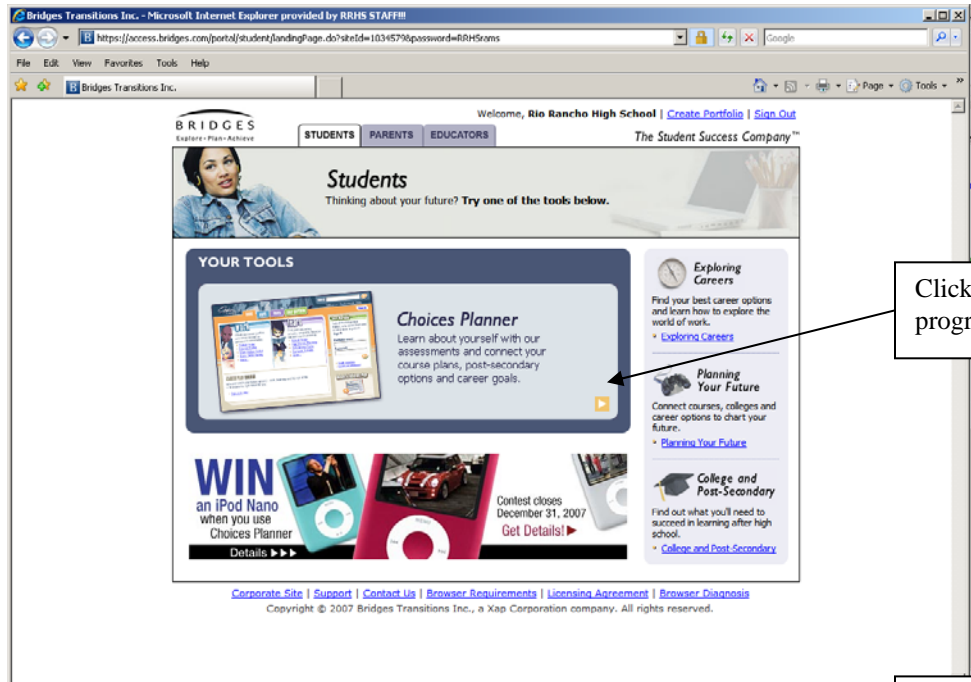 Bridges Transitions Inc. - Microsoft Internet Explorer provided by RRHS STAFF!!!
https://access.bridges.com/portal/student/landingPage.do?siteId=1034579&password=RRHSrams
Google
File Edit View Favorites Tools Help
Bridges Transitions Inc.
Page Tools
Welcome, Rio Rancho High School | Create Portfolio | Sign Out
BRIDGES
Explore • Plan • Achieve
STUDENTS PARENTS EDUCATORS
The Student Success Company™
Students
Thinking about your future? Try one of the tools below.
YOUR TOOLS
Choices Planner
Learn about yourself with our
assessments and connect your
course plans, post-secondary
options and career goals.
Exploring
Careers
Find your best career options
and learn how to explore the
world of work.
Exploring Careers
Planning
Your Future
Connect courses, colleges and
career options to chart your
future.
Planning Your Future
College and
Post-Secondary
Find out what you'll need to
succeed in learning after high
school.
College and Post-Secondary
WIN
an iPod Nano
when you use
Choices Planner
Details
Contest closes
December 31, 2007
Get Details!
Corporate Site | Support | Contact Us | Browser Requirements | Licensing Agreement | Browser Diagnosis
Copyright © 2007 Bridges Transitions Inc., a Xap Corporation company. All rights reserved.
Click
progr